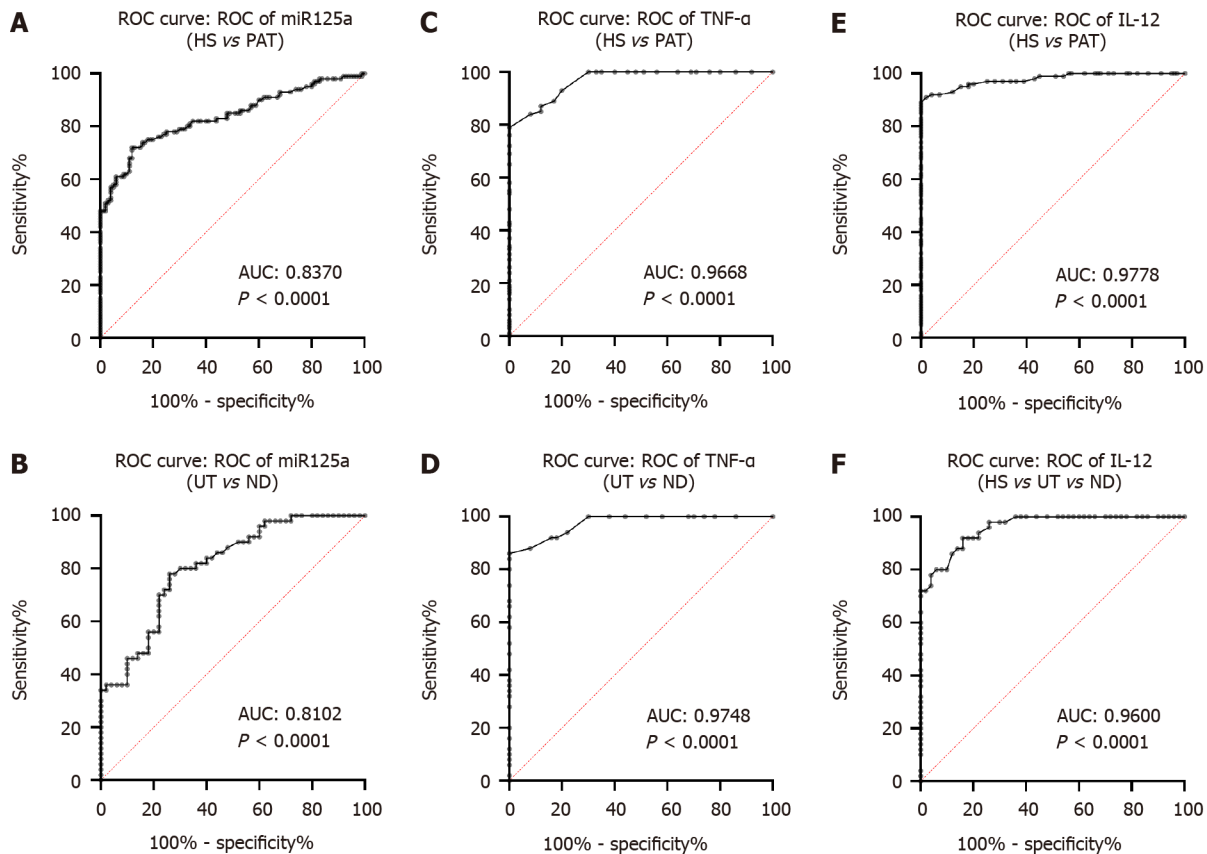 A
ROC curve: ROC of miR125a
(HS vs PAT)
100
80
60
40
20
0
Sensitivity%
AUC: 0.8370
P < 0.0001
0 20 40 60 80 100
100% - specificity%
C
ROC curve: ROC of TNF-α
(HS vs PAT)
100
80
60
40
20
0
Sensitivity%
AUC: 0.9668
P < 0.0001
0 20 40 60 80 100
100% - specificity%
E
ROC curve: ROC of IL-12
(HS vs PAT)
100
80
60
40
20
0
Sensitivity%
AUC: 0.9778
P < 0.0001
0 20 40 60 80 100
100% - specificity%
B
ROC curve: ROC of miR125a
(UT vs ND)
100
80
60
40
20
0
Sensitivity%
AUC: 0.8102
P < 0.0001
0 20 40 60 80 100
100% - specificity%
D
ROC curve: ROC of TNF-α
(UT vs ND)
100
80
60
40
20
0
Sensitivity%
AUC: 0.9748
P < 0.0001
0 20 40 60 80 100
100% - specificity%
F
ROC curve: ROC of IL-12
(HS vs UT vs ND)
100
80
60
40
20
0
Sensitivity%
AUC: 0.9600
P < 0.0001
0 20 40 60 80 100
100% - specificity%